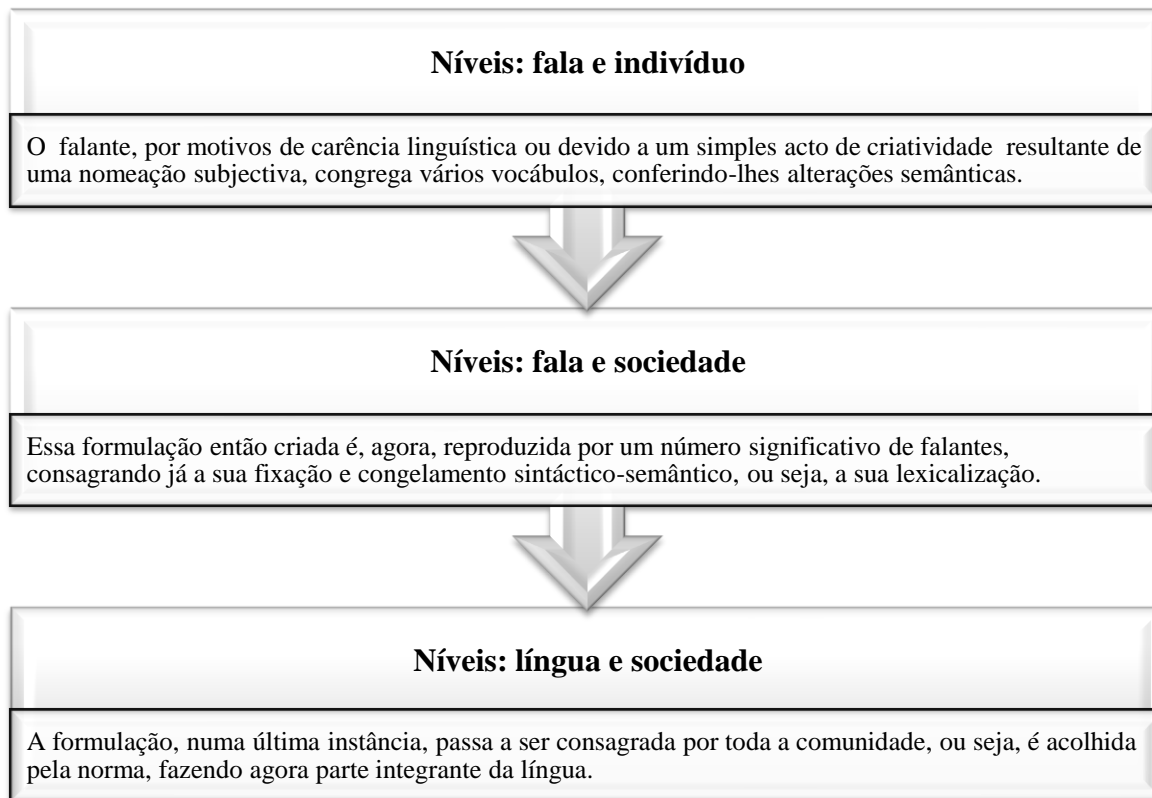 Níveis: fala e indivíduo
O falante, por motivos de carência linguística ou devido a um simples acto de criatividade resultante de
uma nomeação subjectiva, congrega vários vocábulos, conferindo-lhes alterações semânticas.
Níveis: fala e sociedade
Essa formulação então criada é, agora, reproduzida por um número significativo de falantes,
consagrando já a sua fixação e congelamento sintáctico-semântico, ou seja, a sua lexicalização.
Níveis: língua e sociedade
A formulação, numa última instância, passa a ser consagrada por toda a comunidade, ou seja, é acolhida
pela norma, fazendo agora parte integrante da língua.